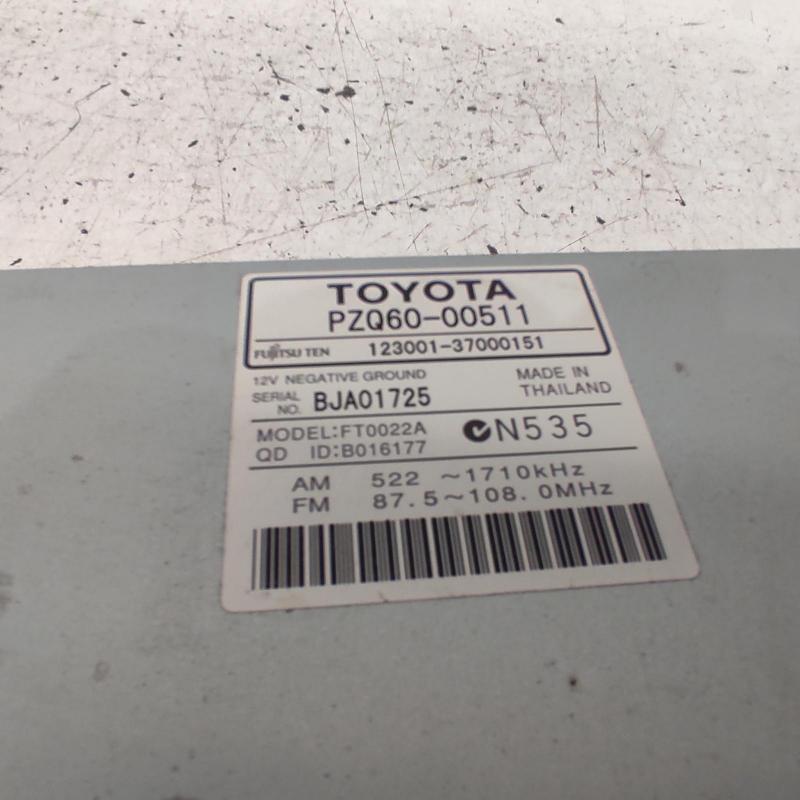 TOYOTA
PZQ60-00511
FUJITSU TEN 123001-37000151
12V NEGATIVE GROUND MADE IN THAILAND
SERIAL NO. BJA01725
MODEL:FT0022A N535
QD ID:B016177
AM 522 ~1710kHz
FM 87.5~108.0MHz